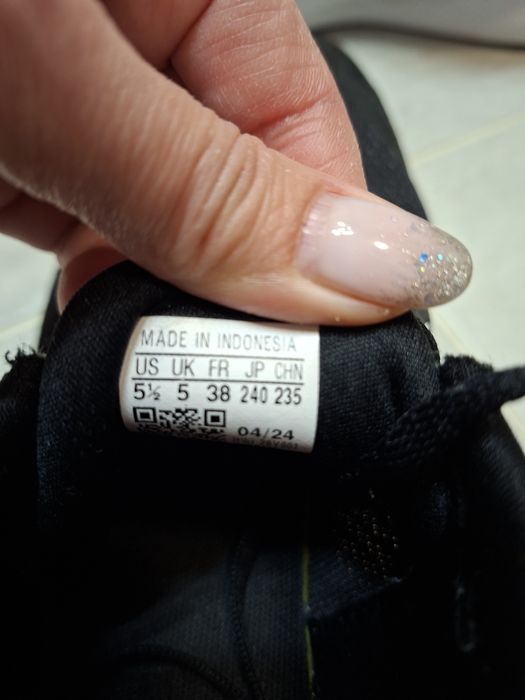 MADE IN INDONESIA
US UK FR JP CHN
5½ 5 38 240 235
04/24